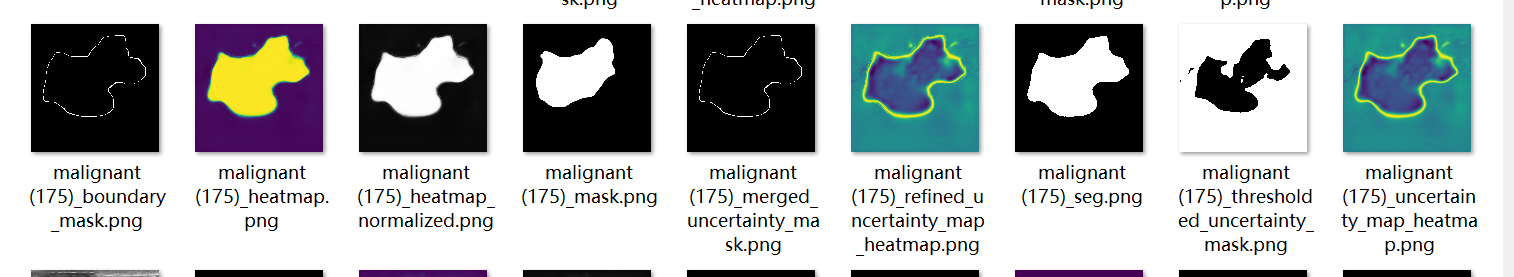 sk.png
_heatmap.png
mask.png
p.png
malignant
(175)_boundary
_mask.png
malignant
(175)_heatmap.
png
malignant
(175)_heatmap_
normalized.png
malignant
(175)_mask.png
malignant
(175)_merged_
uncertainty_ma
sk.png
malignant
(175)_refined_u
ncertainty_map
_heatmap.png
malignant
(175)_seg.png
malignant
(175)_threshold
ed_uncertainty_
mask.png
malignant
(175)_uncertain
ty_map_heatma
p.png